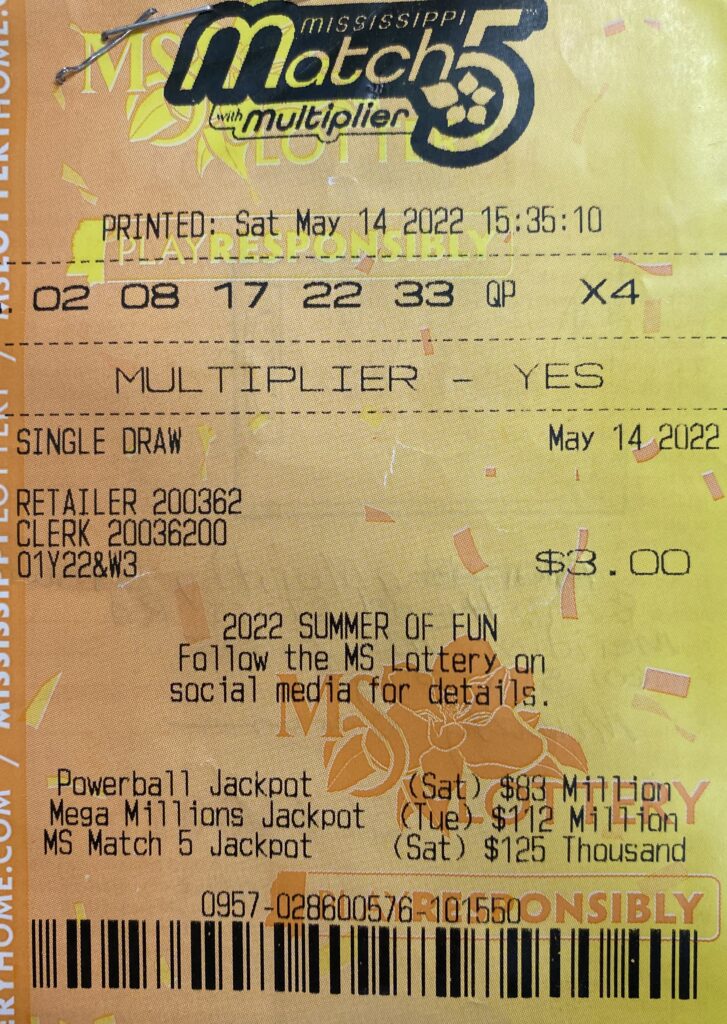 MISSISSIPPI
Match 5
with multiplier
PRINTED: Sat May 14 2022 15:35:10
PLAY RESPONSIBLY
02 08 17 22 33 QP X4
MULTIPLIER - YES
SINGLE DRAW May 14 2022
RETAILER 200362
CLERK 20036200
01Y22&W3
$3.00
2022 SUMMER OF FUN
Follow the MS Lottery on
social media for details.
MS LOTTERY
Powerball Jackpot (Sat) $83 Million
Mega Millions Jackpot (Tue) $112 Million
MS Match 5 Jackpot (Sat) $125 Thousand
0957-028600576-101550
PLAY RESPONSIBLY